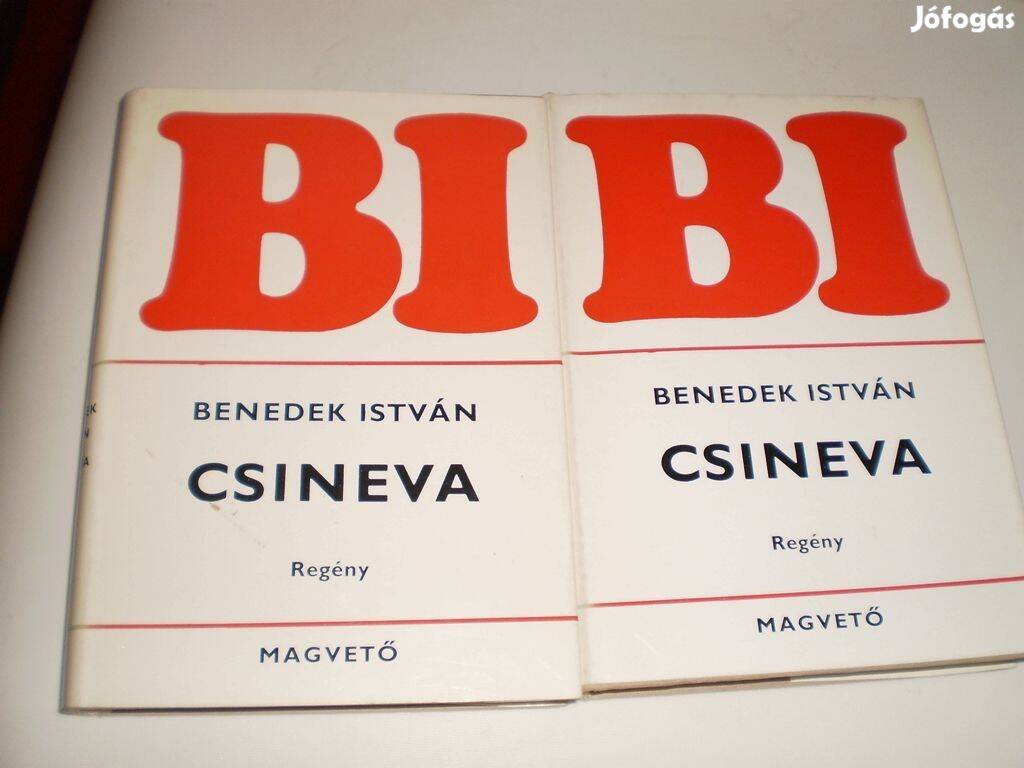 Jófogás
BI
BENEDEK ISTVÁN
CSINEVA
Regény
MAGVETŐ
BI
BENEDEK ISTVÁN
CSINEVA
Regény
MAGVETŐ